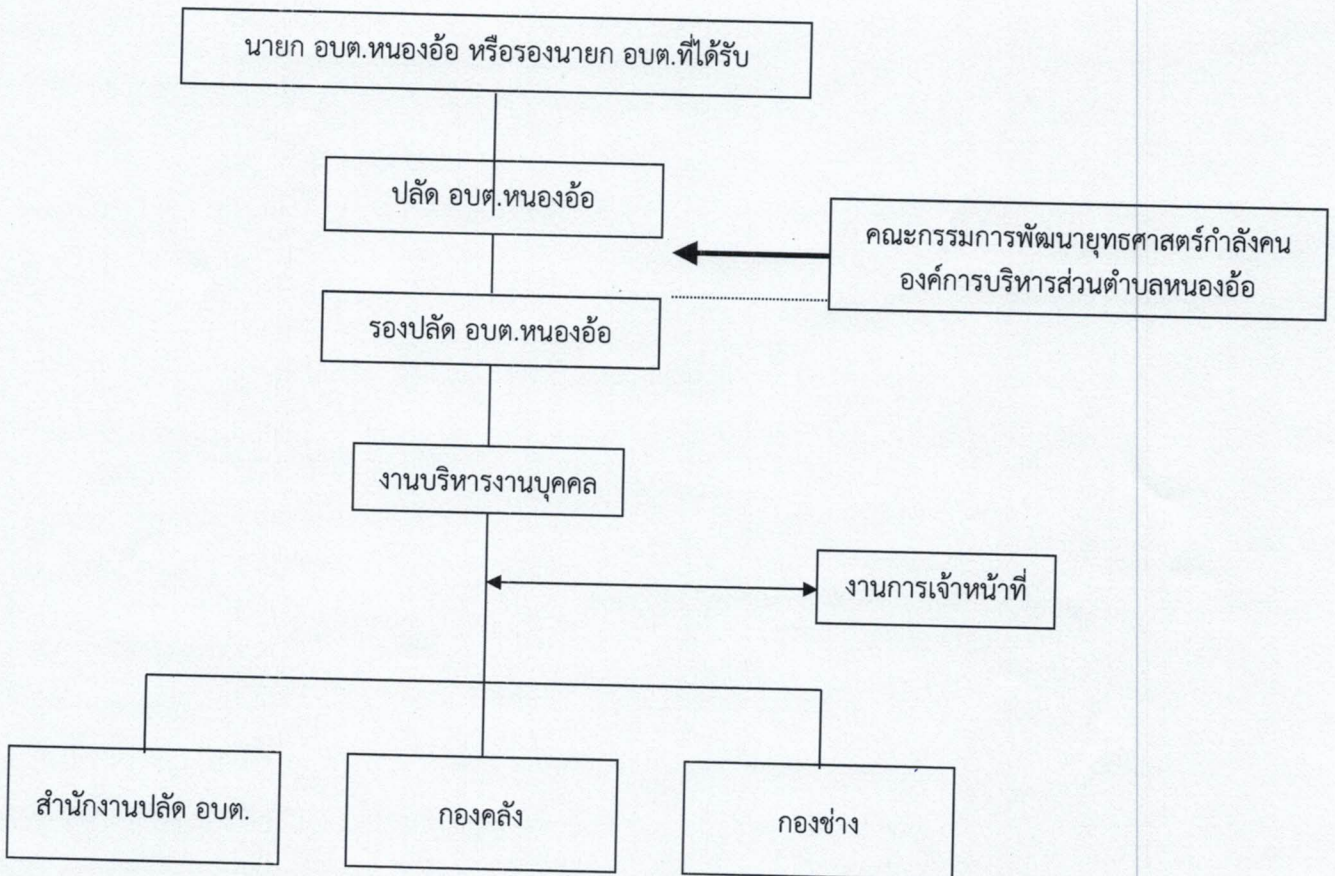 นายก อบต.หนองอ้อ หรือรองนายก อบต.ที่ได้รับ
ปลัด อบต.หนองอ้อ
คณะกรรมการพัฒนายุทธศาสตร์กำลังคน
องค์การบริหารส่วนตำบลหนองอ้อ
รองปลัด อบต.หนองอ้อ
งานบริหารงานบุคคล
งานการเจ้าหน้าที่
สำนักงานปลัด อบต.
กองคลัง
กองช่าง